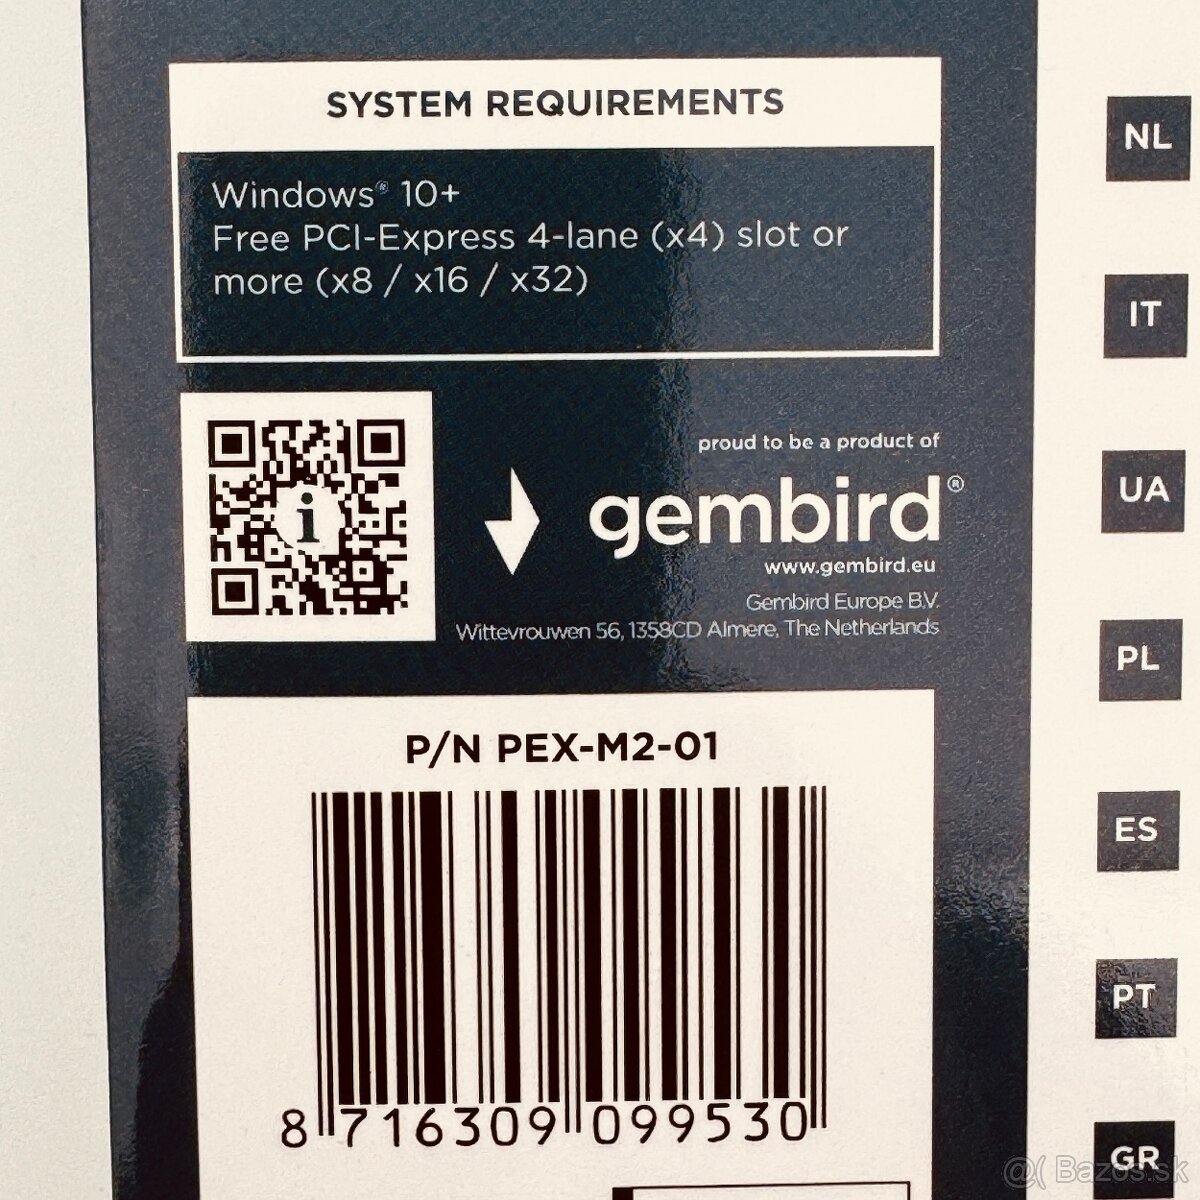 SYSTEM REQUIREMENTS
Windows® 10+
Free PCI-Express 4-lane (x4) slot or
more (x8 / x16 / x32)
i
proud to be a product of
gembird®
www.gembird.eu
Gembird Europe B.V.
Wittevrouwen 56, 1358CD Almere, The Netherlands
P/N PEX-M2-01
8 716309 099530
NL
IT
UA
PL
ES
PT
GR
@( Bazos.sk